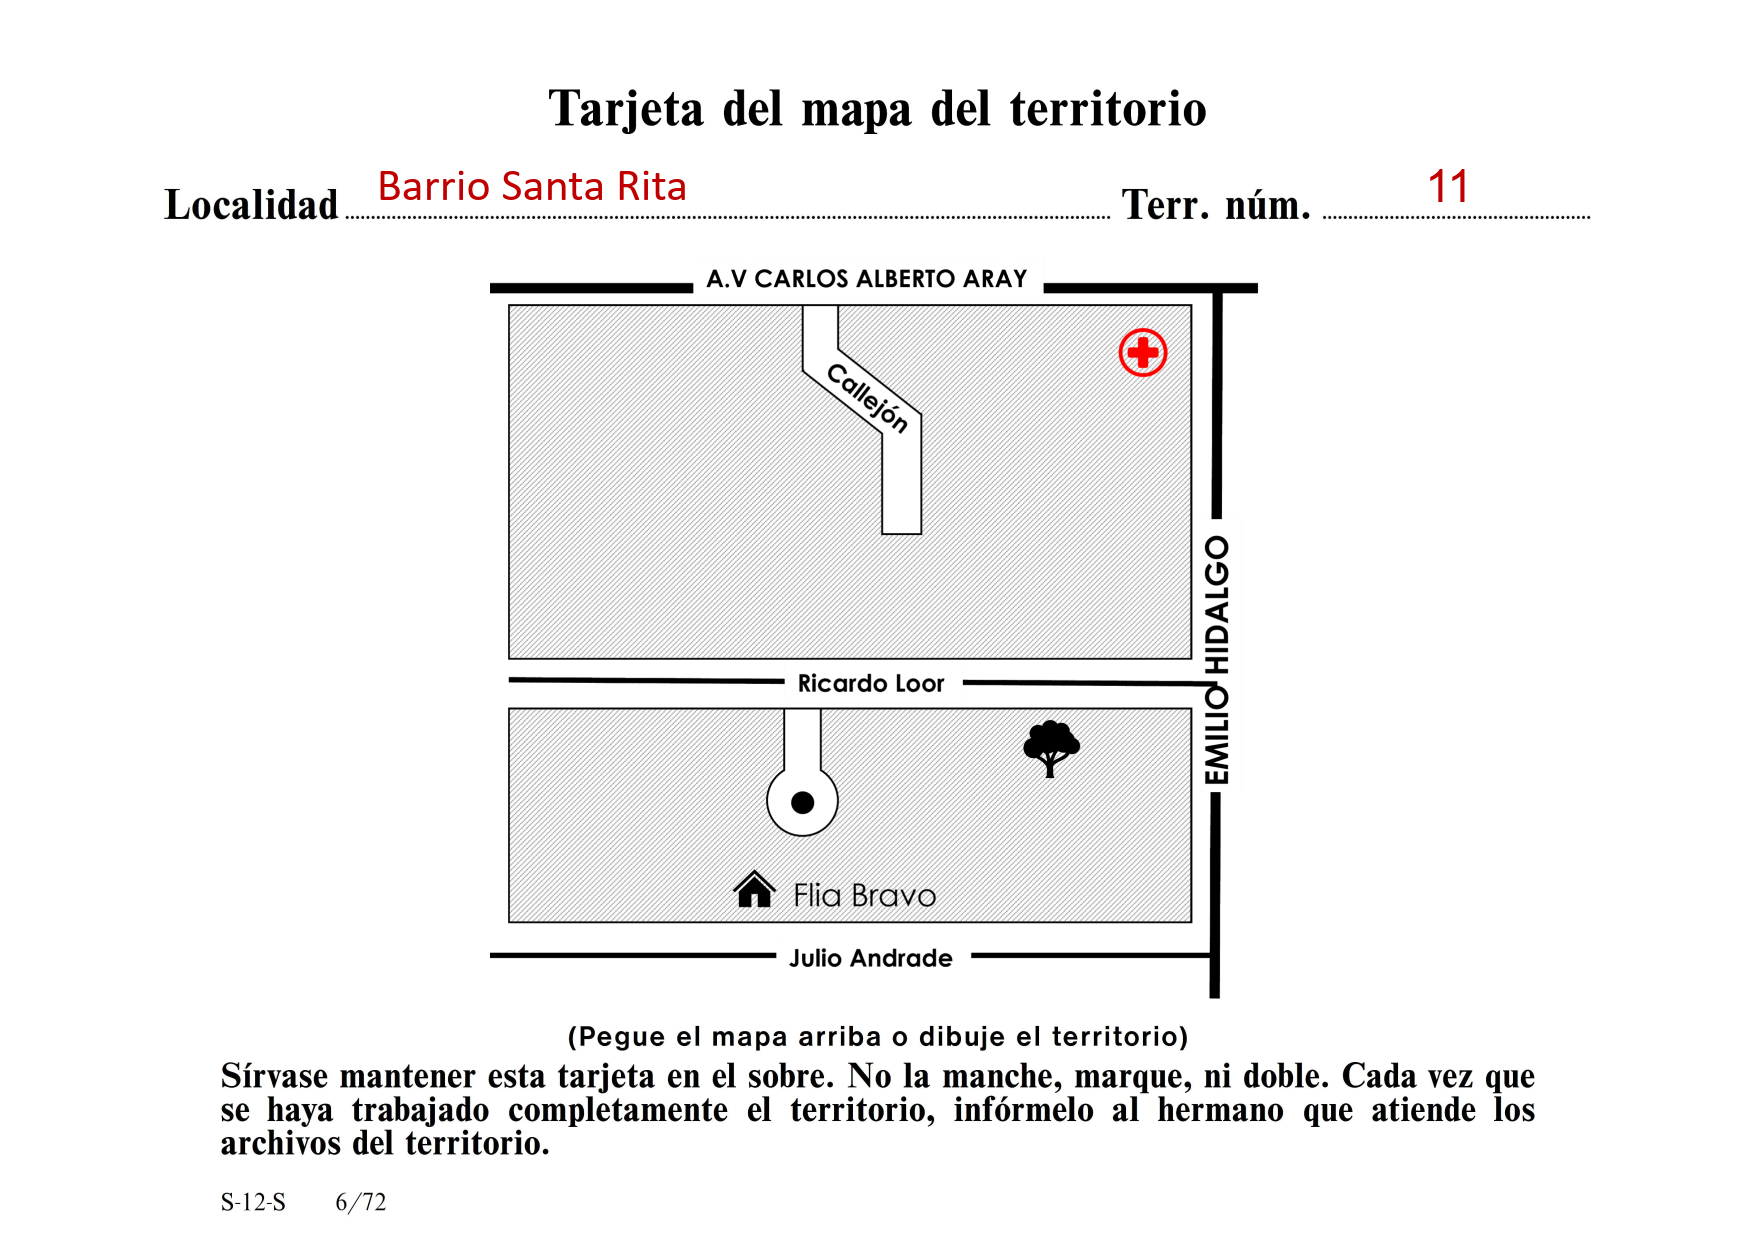 Tarjeta del mapa del territorio
Localidad Barrio Santa Rita Terr. núm. 11
A.V CARLOS ALBERTO ARAY
Callejón
EMILIO HIDALGO
Ricardo Loor
Flia Bravo
Julio Andrade
(Pegue el mapa arriba o dibuje el territorio)
Sírvase mantener esta tarjeta en el sobre. No la manche, marque, ni doble. Cada vez que
se haya trabajado completamente el territorio, infórmelo al hermano que atiende los
archivos del territorio.
S-12-S 6/72